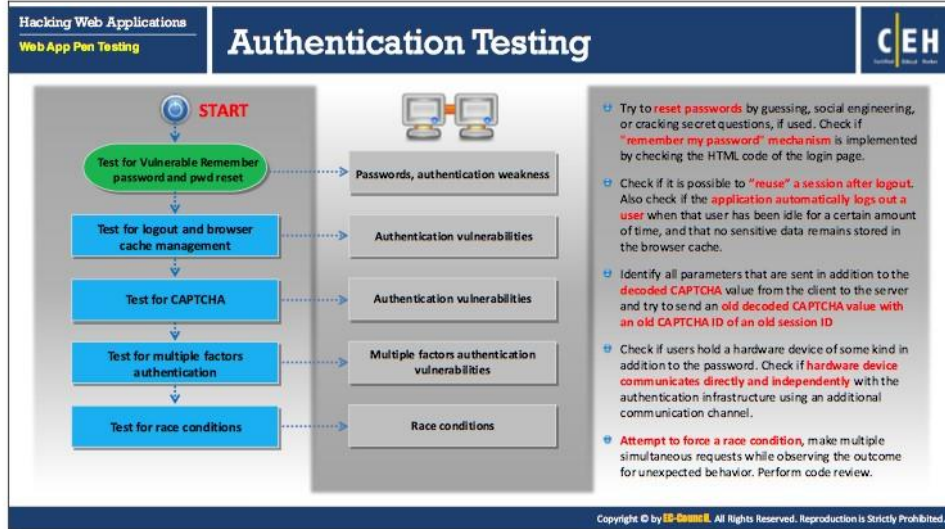 Hacking Web Applications
Web App Pen Testing
Authentication Testing
C|EH
Certified Ethical Hacker
START
Test for Vulnerable Remember
password and pwd reset
Passwords, authentication weakness
Test for logout and browser
cache management
Authentication vulnerabilities
Test for CAPTCHA
Authentication vulnerabilities
Test for multiple factors
authentication
Multiple factors authentication
vulnerabilities
Test for race conditions
Race conditions
Try to reset passwords by guessing, social engineering,
or cracking secret questions, if used. Check if
"remember my password" mechanism is implemented
by checking the HTML code of the login page.
Check if it is possible to "reuse" a session after logout.
Also check if the application automatically logs out a
user when that user has been idle for a certain amount
of time, and that no sensitive data remains stored in
the browser cache.
Identify all parameters that are sent in addition to the
decoded CAPTCHA value from the client to the
server and try to send an old decoded CAPTCHA value with
an old CAPTCHA ID of an old session ID
Check if users hold a hardware device of some kind in
addition to the password. Check if hardware device
communicates directly and independently with the
authentication infrastructure using an additional
communication channel.
Attempt to force a race condition, make multiple
simultaneous requests while observing the outcome
for unexpected behavior. Perform code review.
Copyright © by EC-Council. All Rights Reserved. Reproduction is Strictly Prohibited.